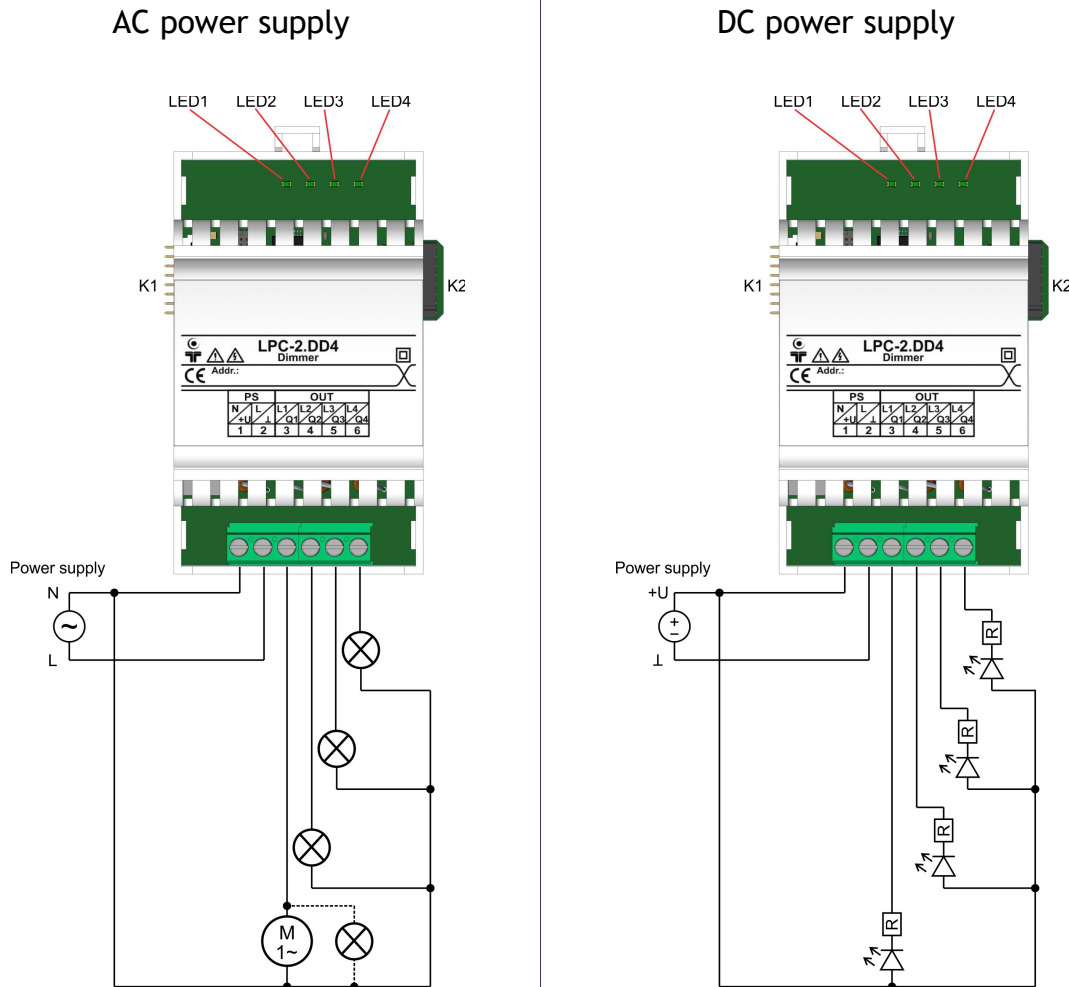 AC power supply
LED1 LED2 LED3 LED4
K1
K2
LPC-2.DD4
Dimmer
CE Addr.:
PS OUT
N L L1 L2 L3 L4
+U ⊥ Q1 Q2 Q3 Q4
1 2 3 4 5 6
Power supply
N
~
L
M
1~
DC power supply
LED1 LED2 LED3 LED4
K1
K2
LPC-2.DD4
Dimmer
CE Addr.:
PS OUT
N L L1 L2 L3 L4
+U ⊥ Q1 Q2 Q3 Q4
1 2 3 4 5 6
Power supply
+U
+
−
⊥
R
R
R
R